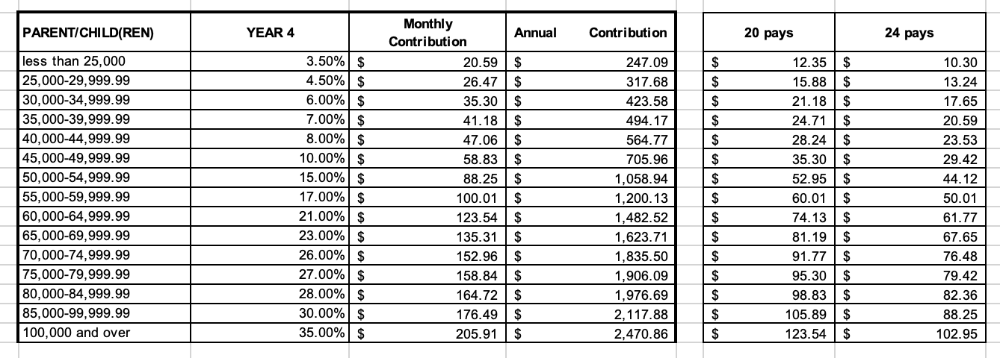 PARENT/CHILD(REN) YEAR 4 Monthly Contribution Annual Contribution 20 pays 24 pays
less than 25,000 3.50% $ 20.59 $ 247.09 $ 12.35 $ 10.30
25,000-29,999.99 4.50% $ 26.47 $ 317.68 $ 15.88 $ 13.24
30,000-34,999.99 6.00% $ 35.30 $ 423.58 $ 21.18 $ 17.65
35,000-39,999.99 7.00% $ 41.18 $ 494.17 $ 24.71 $ 20.59
40,000-44,999.99 8.00% $ 47.06 $ 564.77 $ 28.24 $ 23.53
45,000-49,999.99 10.00% $ 58.83 $ 705.96 $ 35.30 $ 29.42
50,000-54,999.99 15.00% $ 88.25 $ 1,058.94 $ 52.95 $ 44.12
55,000-59,999.99 17.00% $ 100.01 $ 1,200.13 $ 60.01 $ 50.01
60,000-64,999.99 21.00% $ 123.54 $ 1,482.52 $ 74.13 $ 61.77
65,000-69,999.99 23.00% $ 135.31 $ 1,623.71 $ 81.19 $ 67.65
70,000-74,999.99 26.00% $ 152.96 $ 1,835.50 $ 91.77 $ 76.48
75,000-79,999.99 27.00% $ 158.84 $ 1,906.09 $ 95.30 $ 79.42
80,000-84,999.99 28.00% $ 164.72 $ 1,976.69 $ 98.83 $ 82.36
85,000-99,999.99 30.00% $ 176.49 $ 2,117.88 $ 105.89 $ 88.25
100,000 and over 35.00% $ 205.91 $ 2,470.86 $ 123.54 $ 102.95